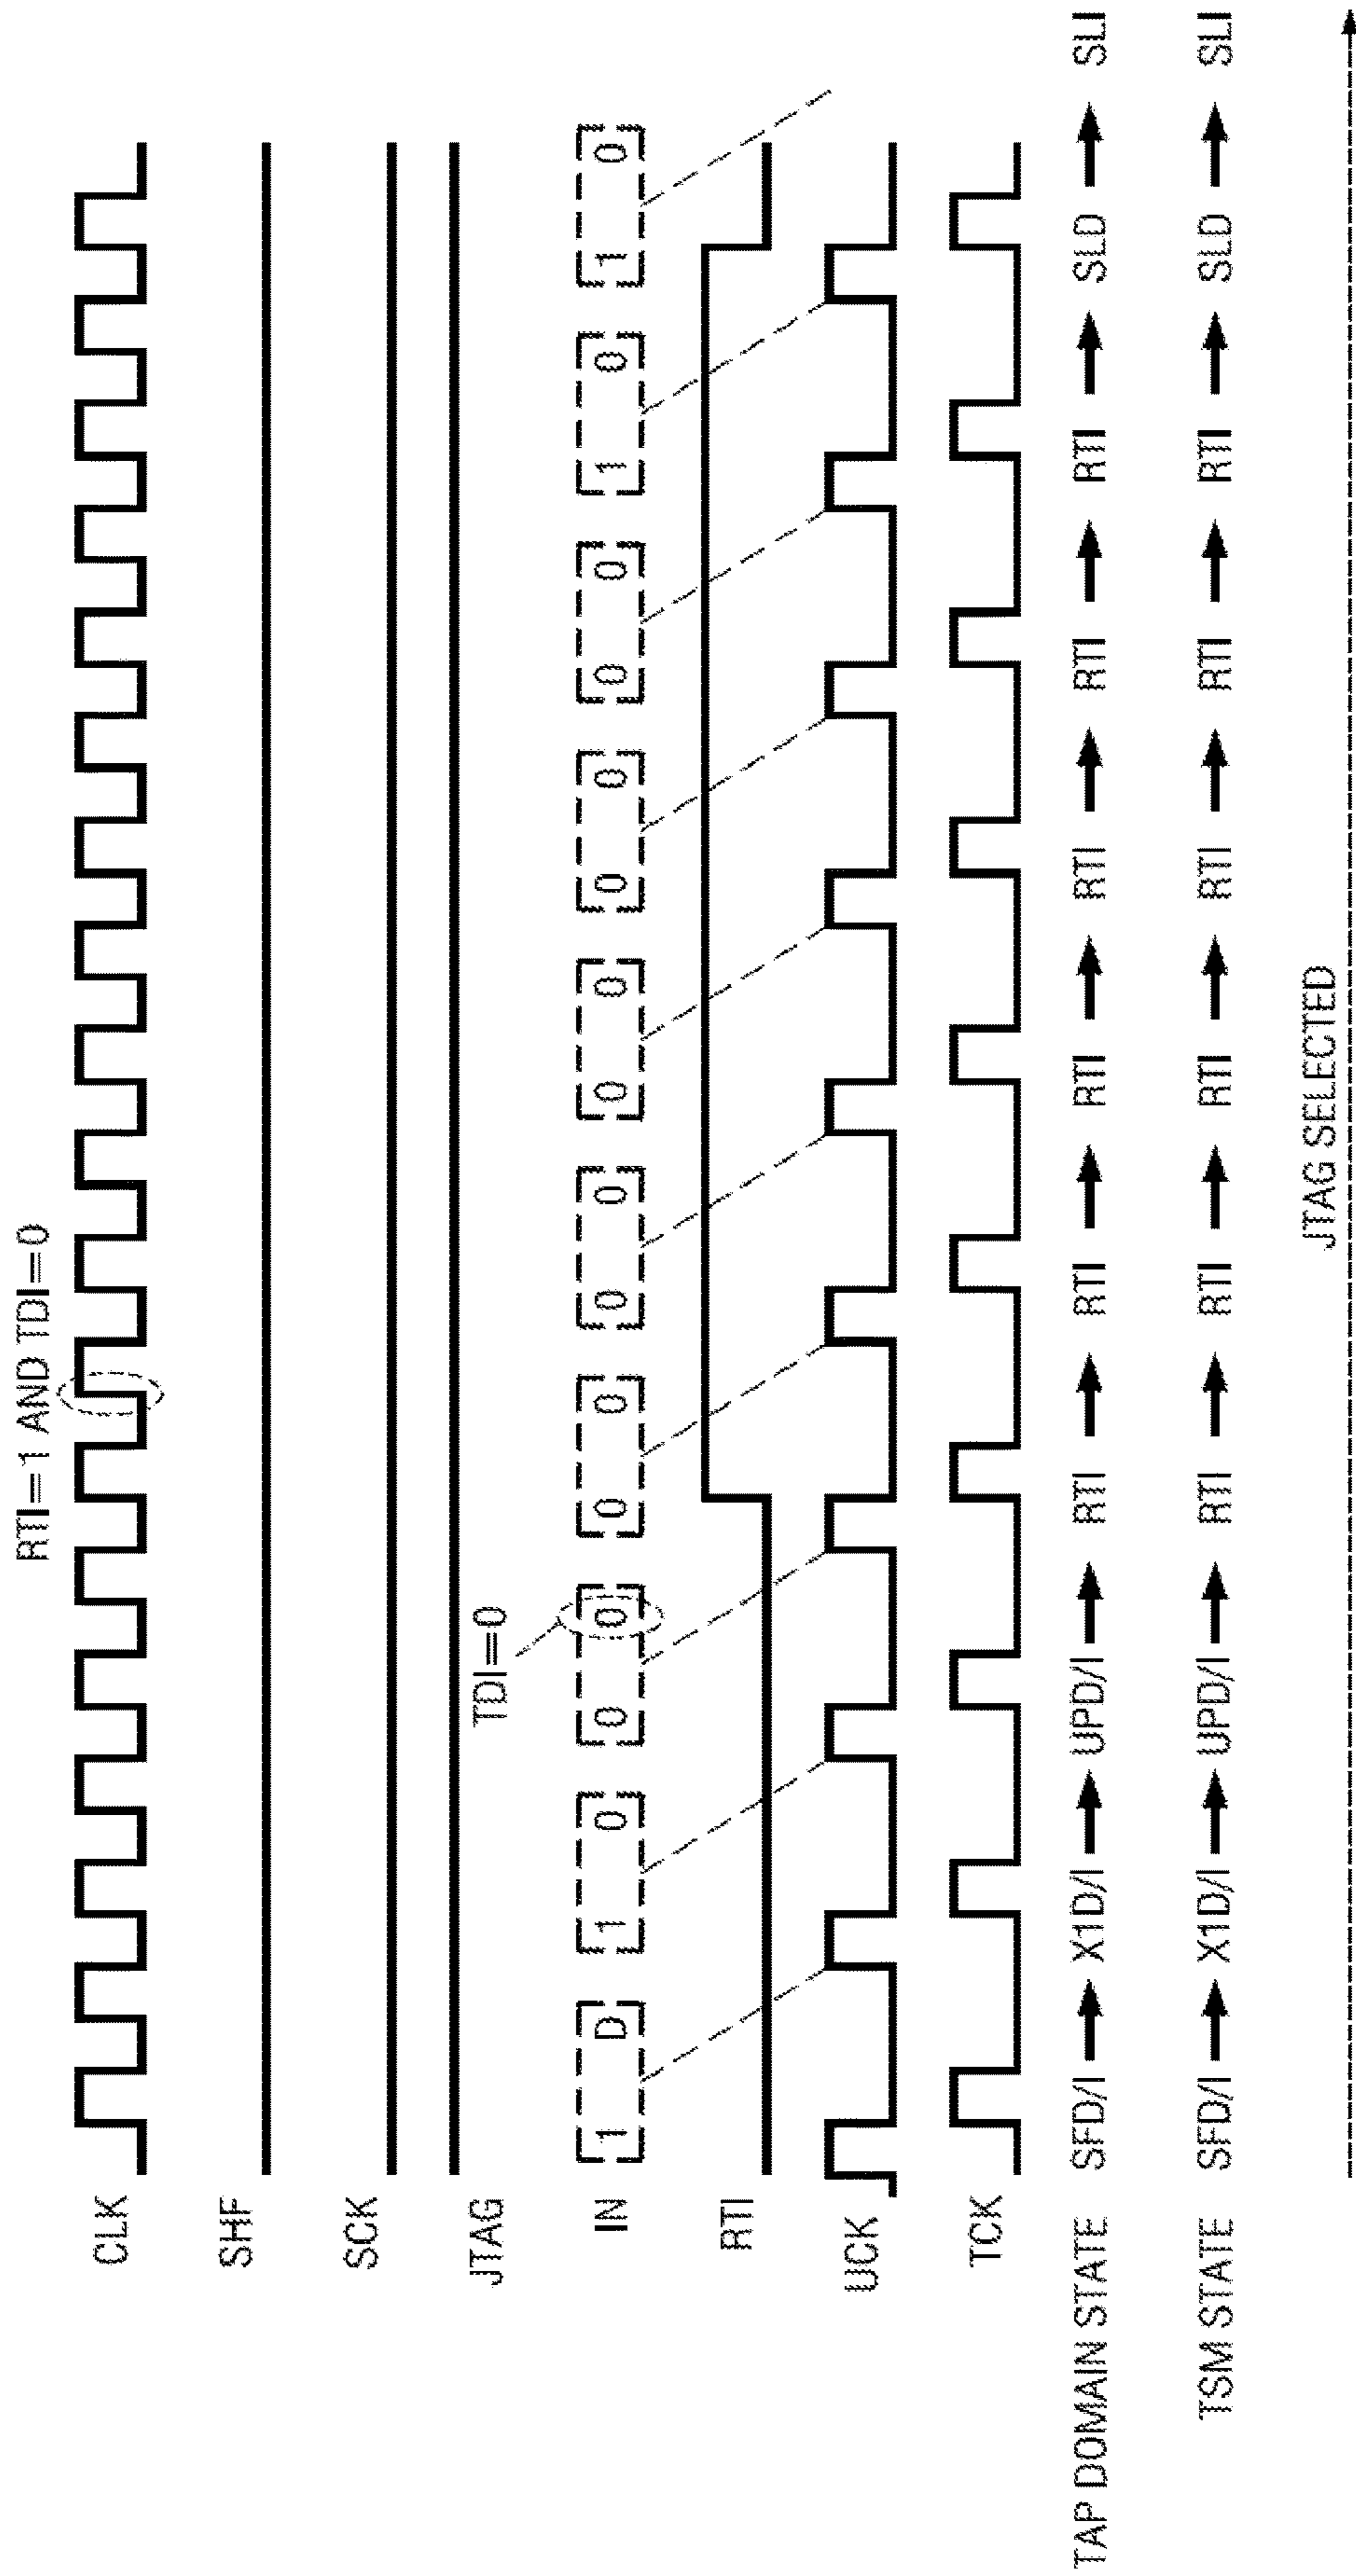 RTI=1 AND TDI=0
CLK
SHF
SCK
JTAG
TDI=0
IN 1 D 1 0 0 0 0 0 0 0 0 0 0 0 0 0 1 0 1 0
RTI
UCK
TCK
TAP DOMAIN STATE SFD/I X1D/I UPD/I RTI RTI RTI RTI RTI RTI SLD SLI
TSM STATE SFD/I X1D/I UPD/I RTI RTI RTI RTI RTI RTI SLD SLI
JTAG SELECTED